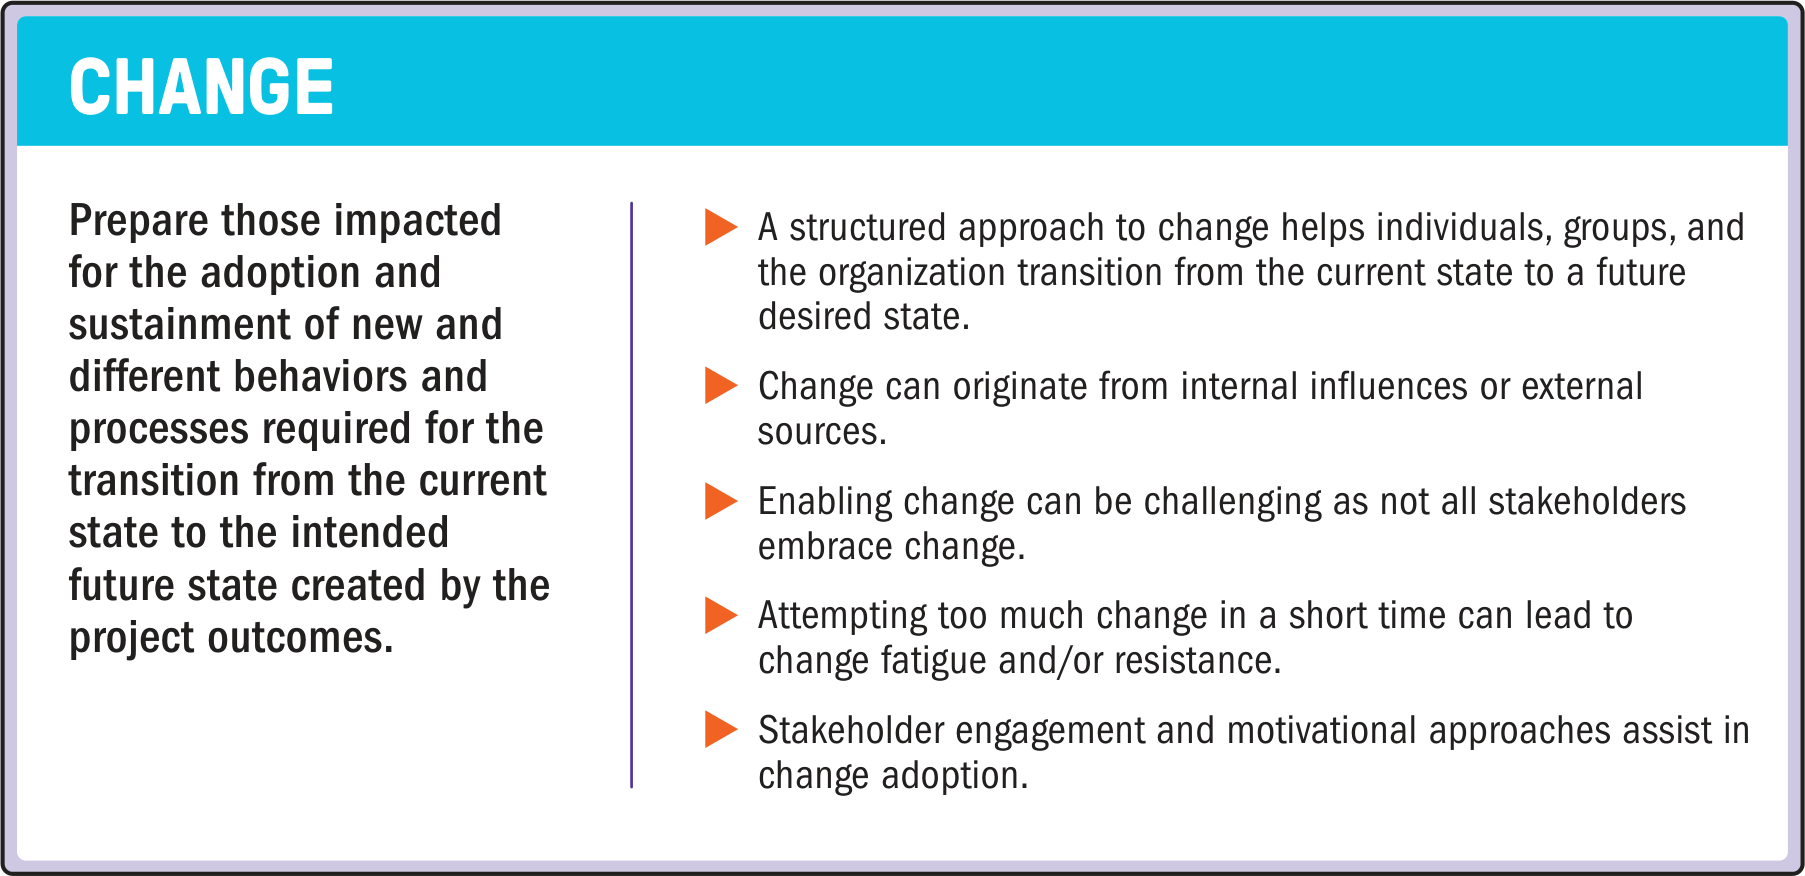 CHANGE
Prepare those impacted
for the adoption and
sustainment of new and
different behaviors and
processes required for the
transition from the current
state to the intended
future state created by the
project outcomes.
A structured approach to change helps individuals, groups, and
the organization transition from the current state to a future
desired state.
Change can originate from internal influences or external
sources.
Enabling change can be challenging as not all stakeholders
embrace change.
Attempting too much change in a short time can lead to
change fatigue and/or resistance.
Stakeholder engagement and motivational approaches assist in
change adoption.